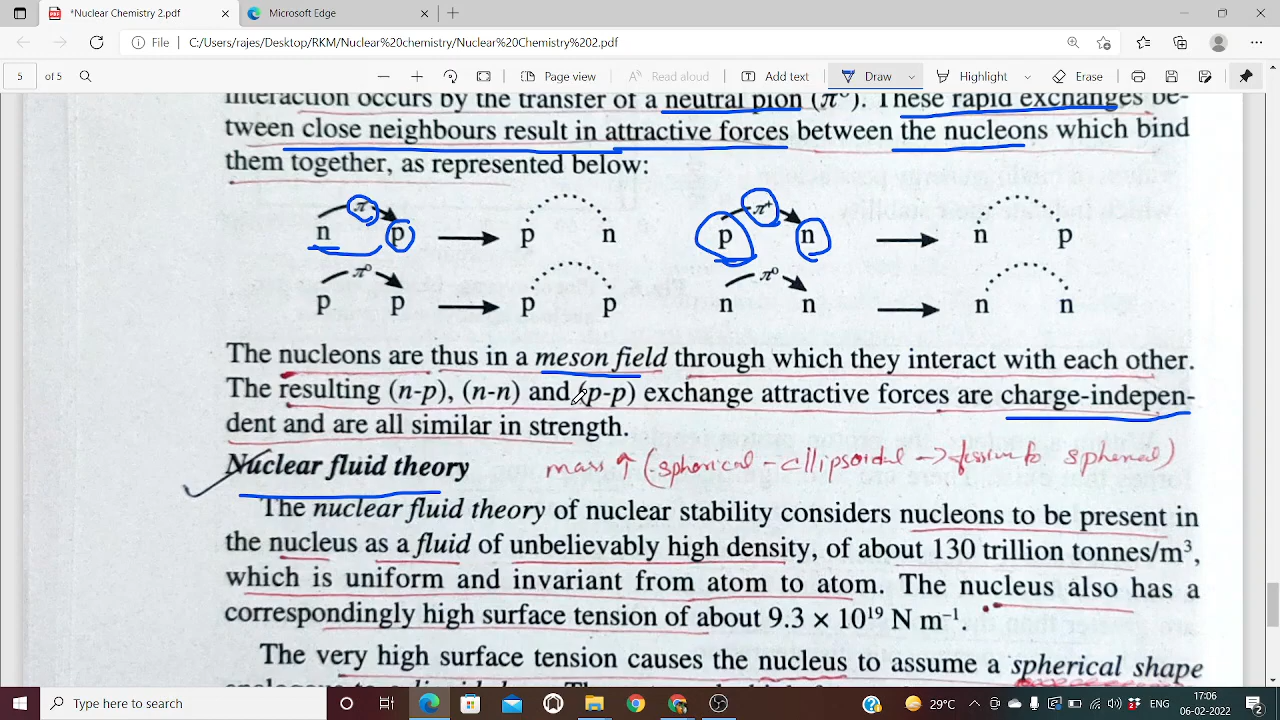 *Nuclear Chemistry 2.pdf
Microsoft Edge
File C:/Users/rajes/Desktop/RKM/Nuclear%20chemistry/Nuclear%20Chemistry%202.pdf
5 of 5 Page view Read aloud Add text Draw Highlight Erase
interaction occurs by the transfer of a neutral pion (π⁰). These rapid exchanges be-
tween close neighbours result in attractive forces between the nucleons which bind
them together, as represented below:
π π⁺
n p p n p n n p
π⁰ π⁰
p p p p n n n n
The nucleons are thus in a meson field through which they interact with each other.
The resulting (n-p), (n-n) and (p-p) exchange attractive forces are charge-indepen-
dent and are all similar in strength.
Nuclear fluid theory mass ↑ (spherical - ellipsoidal → fission to spherical)
The nuclear fluid theory of nuclear stability considers nucleons to be present in
the nucleus as a fluid of unbelievably high density, of about 130 trillion tonnes/m³,
which is uniform and invariant from atom to atom. The nucleus also has a
correspondingly high surface tension of about 9.3 × 10¹⁹ N m⁻¹.
The very high surface tension causes the nucleus to assume a spherical shape
Type here to search
29°C
ENG
17:06
06-02-2022